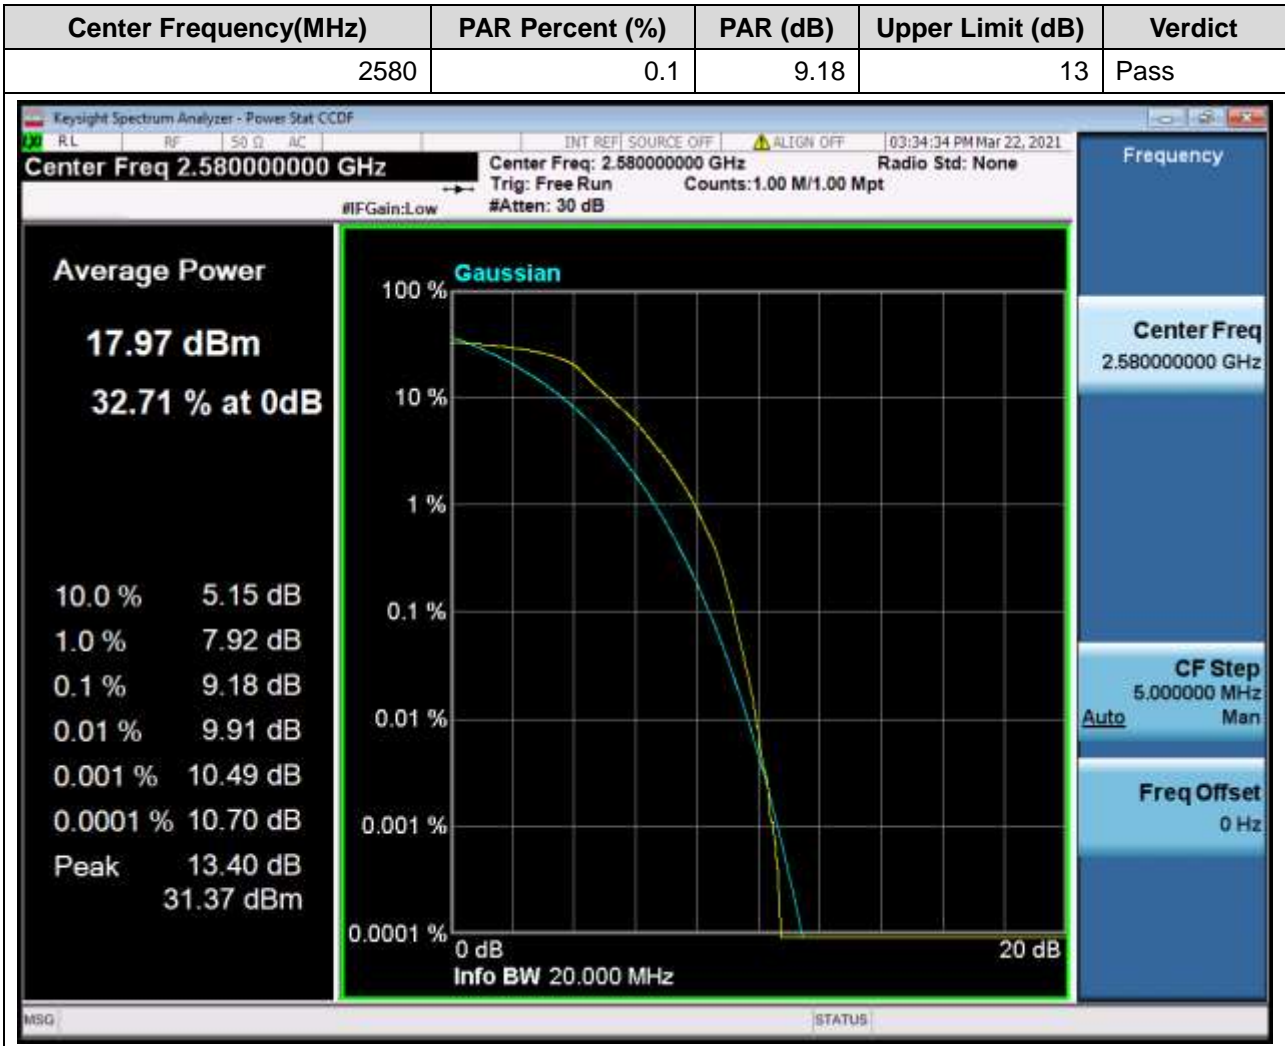 Center Frequency(MHz) PAR Percent (%) PAR (dB) Upper Limit (dB) Verdict
2580 0.1 9.18 13 Pass
Keysight Spectrum Analyzer - Power Stat CCDF
RL RF 50 Ω AC INT REF SOURCE OFF ALIGN OFF 03:34:34 PM Mar 22, 2021
Center Freq 2.580000000 GHz
Center Freq: 2.580000000 GHz Radio Std: None
Trig: Free Run Counts:1.00 M/1.00 Mpt
#IFGain:Low #Atten: 30 dB
Average Power
17.97 dBm
32.71 % at 0dB
10.0 % 5.15 dB
1.0 % 7.92 dB
0.1 % 9.18 dB
0.01 % 9.91 dB
0.001 % 10.49 dB
0.0001 % 10.70 dB
Peak 13.40 dB
31.37 dBm
Gaussian
100 %
10 %
1 %
0.1 %
0.01 %
0.001 %
0.0001 %
0 dB 20 dB
Info BW 20.000 MHz
Frequency
Center Freq
2.580000000 GHz
CF Step
5.000000 MHz
Auto Man
Freq Offset
0 Hz
MSG STATUS